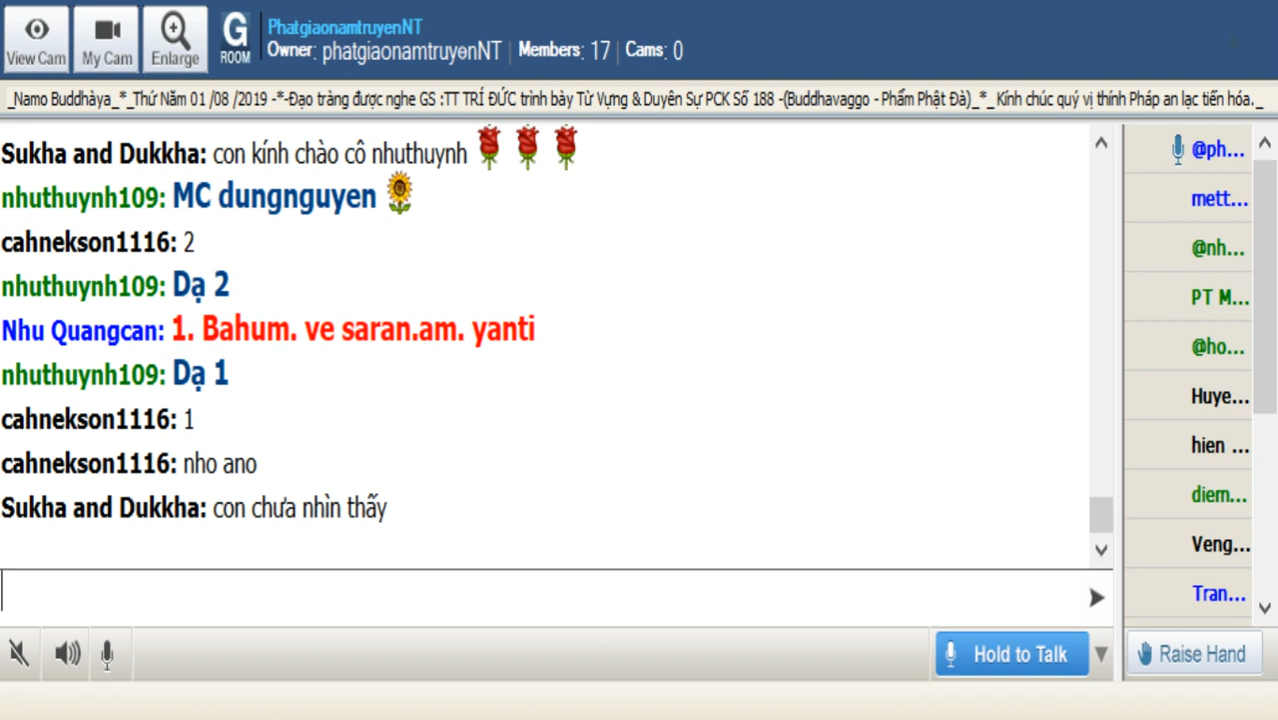 View Cam
My Cam
Enlarge
G
ROOM
PhatgiaonamtruyenNT
Owner: phatgiaonamtruyenNT | Members: 17 | Cams: 0
_Namo Buddhàya_*_Thứ Năm 01 /08 /2019 -*-Đạo tràng được nghe GS :TT TRÍ ĐỨC trình bày Từ Vựng & Duyên Sự PCK Số 188 -(Buddhavaggo - Phẩm Phật Đà)_*_ Kính chúc quý vị thính Pháp an lạc tiến hóa._
Sukha and Dukkha: con kính chào cô nhuthuynh
nhuthuynh109: MC dungnguyen
cahnekson1116: 2
nhuthuynh109: Dạ 2
Nhu Quangcan: 1. Bahum. ve saran.am. yanti
nhuthuynh109: Dạ 1
cahnekson1116: 1
cahnekson1116: nho ano
Sukha and Dukkha: con chưa nhìn thấy
@ph...
mett...
@nh...
PT M...
@ho...
Huye...
hien ...
diem...
Veng...
Tran...
Hold to Talk
Raise Hand